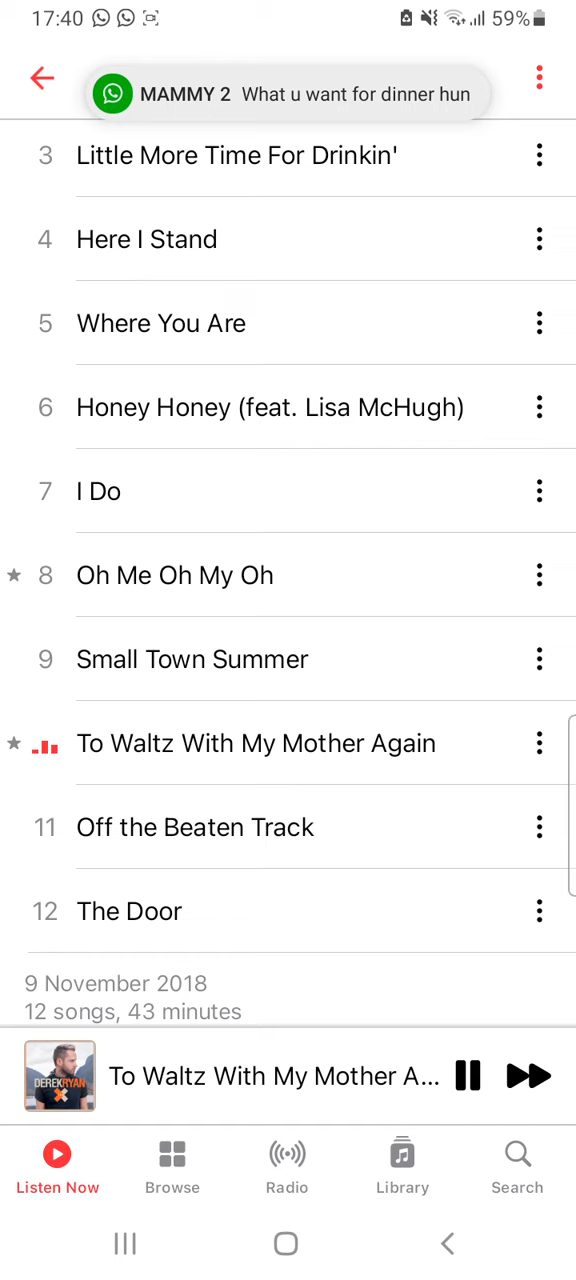 17:40 59%
MAMMY 2 What u want for dinner hun
3 Little More Time For Drinkin'
4 Here I Stand
5 Where You Are
6 Honey Honey (feat. Lisa McHugh)
7 I Do
8 Oh Me Oh My Oh
9 Small Town Summer
To Waltz With My Mother Again
11 Off the Beaten Track
12 The Door
9 November 2018
12 songs, 43 minutes
DEREK RYAN
To Waltz With My Mother A...
Listen Now Browse Radio Library Search